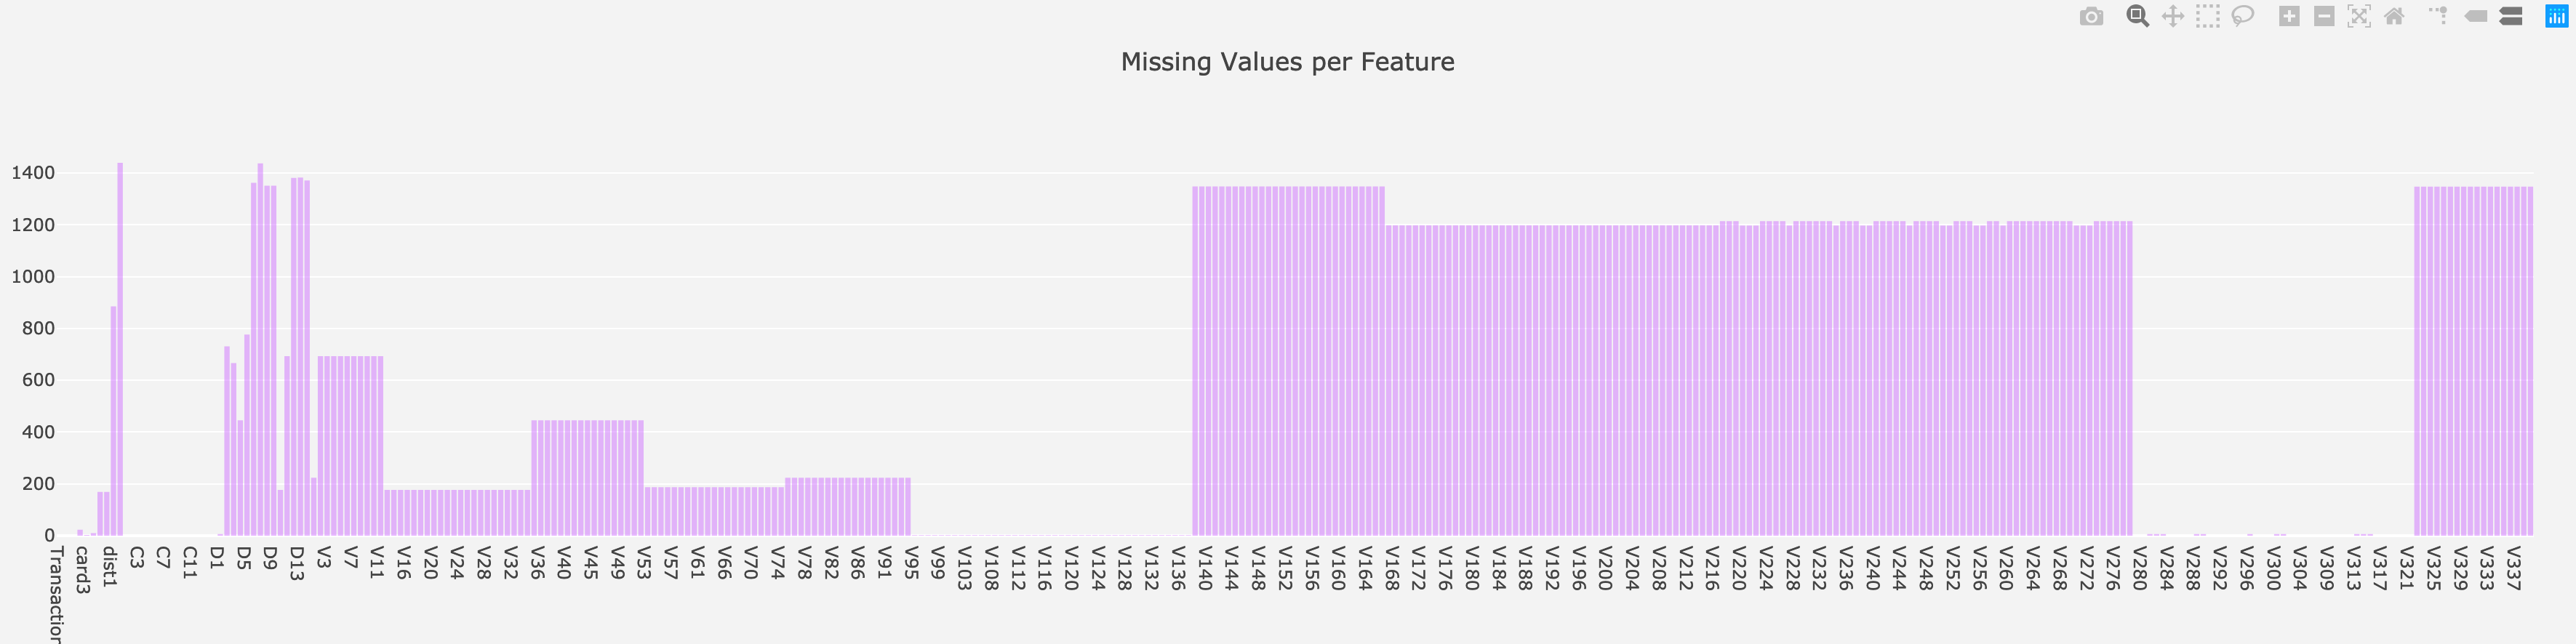 Missing Values per Feature
1400
1200
1000
800
600
400
200
0
Transaction
card3
dist1
C3
C7
C11
D1
D5
D9
D13
V3
V7
V11
V16
V20
V24
V28
V32
V36
V40
V45
V49
V53
V57
V61
V66
V70
V74
V78
V82
V86
V91
V95
V99
V103
V108
V112
V116
V120
V124
V128
V132
V136
V140
V144
V148
V152
V156
V160
V164
V168
V172
V176
V180
V184
V188
V192
V196
V200
V204
V208
V212
V216
V220
V224
V228
V232
V236
V240
V244
V248
V252
V256
V260
V264
V268
V272
V276
V280
V284
V288
V292
V296
V300
V304
V309
V313
V317
V321
V325
V329
V333
V337